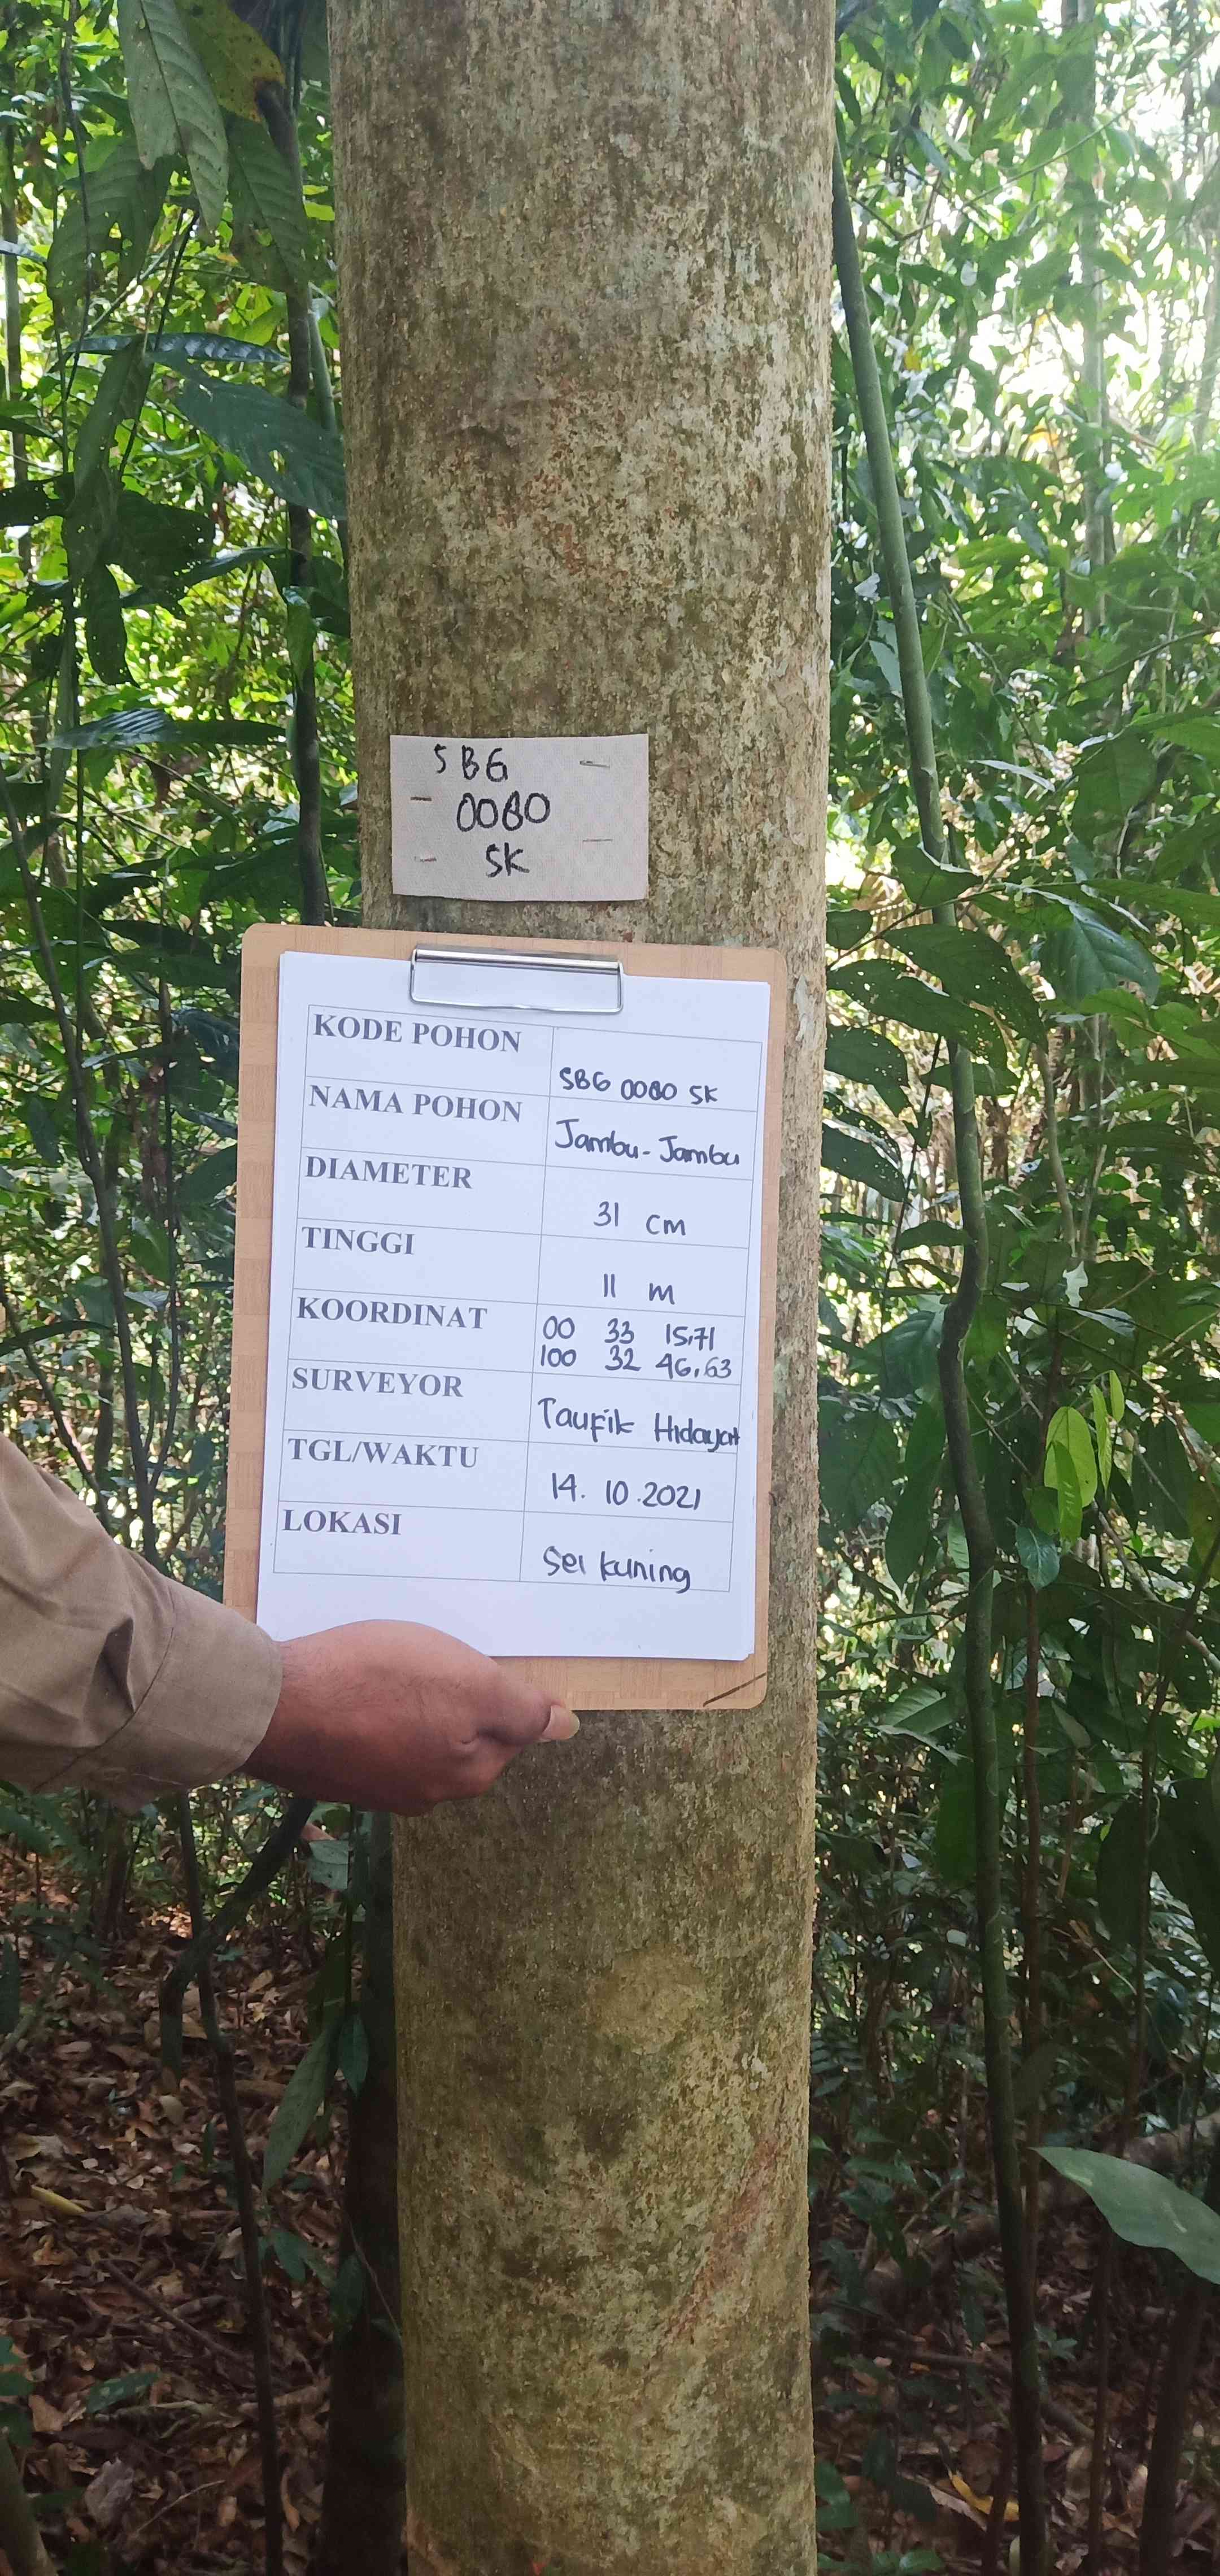 SBG
0080
SK
KODE POHON
SBG 0080 SK
NAMA POHON
Jambu-Jambu
DIAMETER
31 cm
TINGGI
11 m
KOORDINAT
00 33 15,71
100 32 46,63
SURVEYOR
Taufik Hidayat
TGL/WAKTU
14.10.2021
LOKASI
Sei kuning